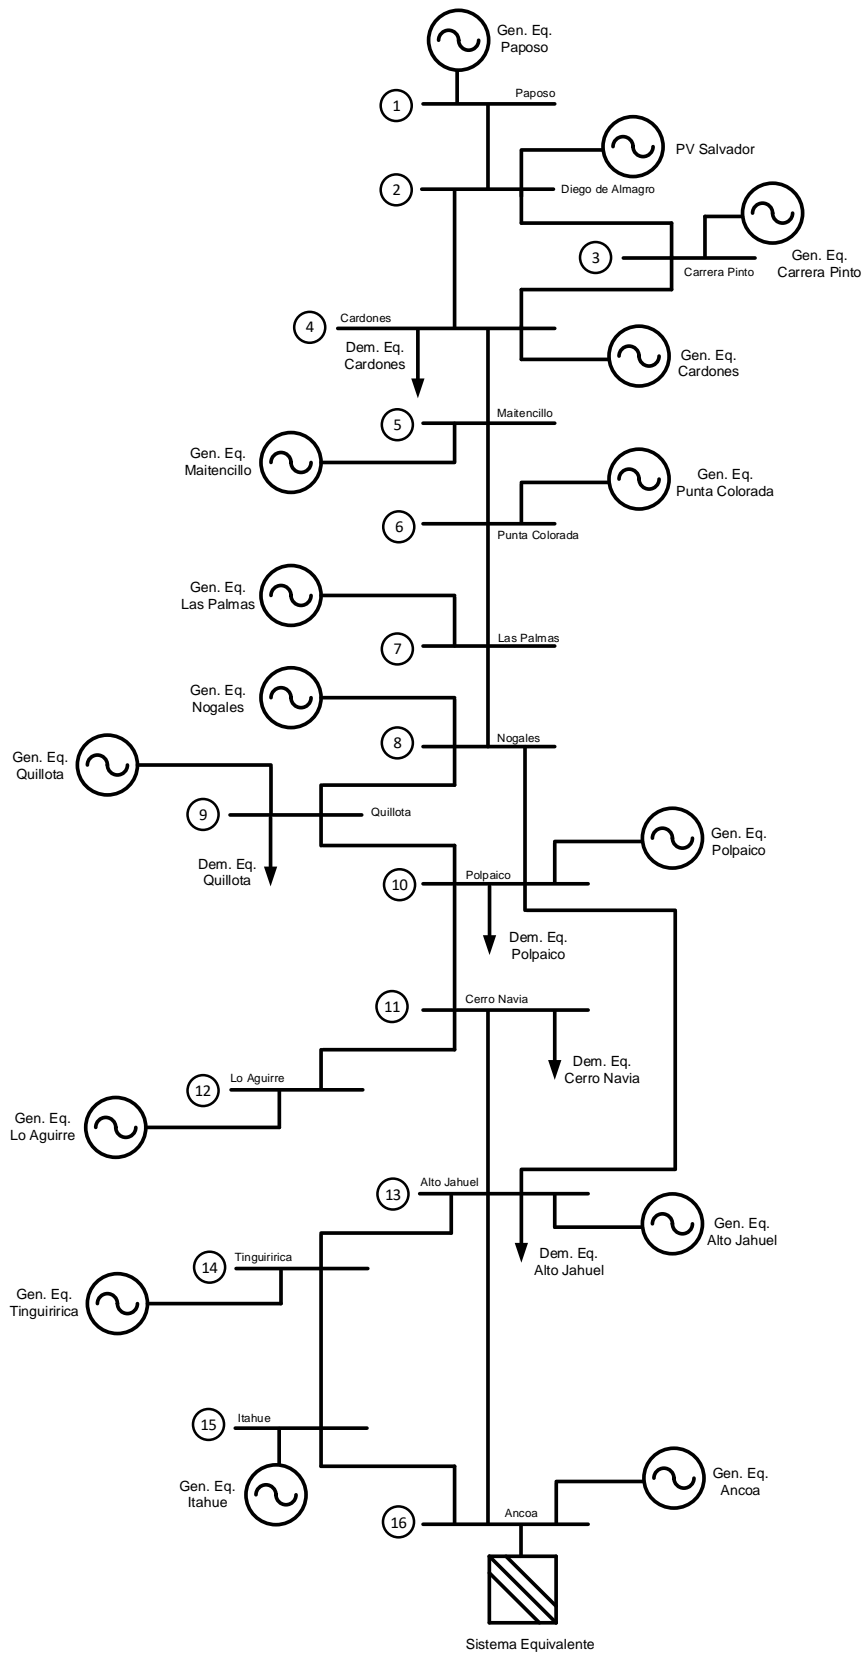 Gen. Eq.
Paposo
1
Paposo
PV Salvador
2
Diego de Almagro
3
Carrera Pinto
Gen. Eq.
Carrera Pinto
4
Cardones
Dem. Eq.
Cardones
Gen. Eq.
Cardones
5
Maitencillo
Gen. Eq.
Maitencillo
Gen. Eq.
Punta Colorada
6
Punta Colorada
Gen. Eq.
Las Palmas
7
Las Palmas
Gen. Eq.
Nogales
8
Nogales
Gen. Eq.
Quillota
9
Quillota
Dem. Eq.
Quillota
Gen. Eq.
Polpaico
10
Polpaico
Dem. Eq.
Polpaico
11
Cerro Navia
Dem. Eq.
Cerro Navia
12
Lo Aguirre
Gen. Eq.
Lo Aguirre
13
Alto Jahuel
Gen. Eq.
Alto Jahuel
Dem. Eq.
Alto Jahuel
14
Tinguiririca
Gen. Eq.
Tinguiririca
15
Itahue
Gen. Eq.
Itahue
Gen. Eq.
Ancoa
16
Ancoa
Sistema Equivalente